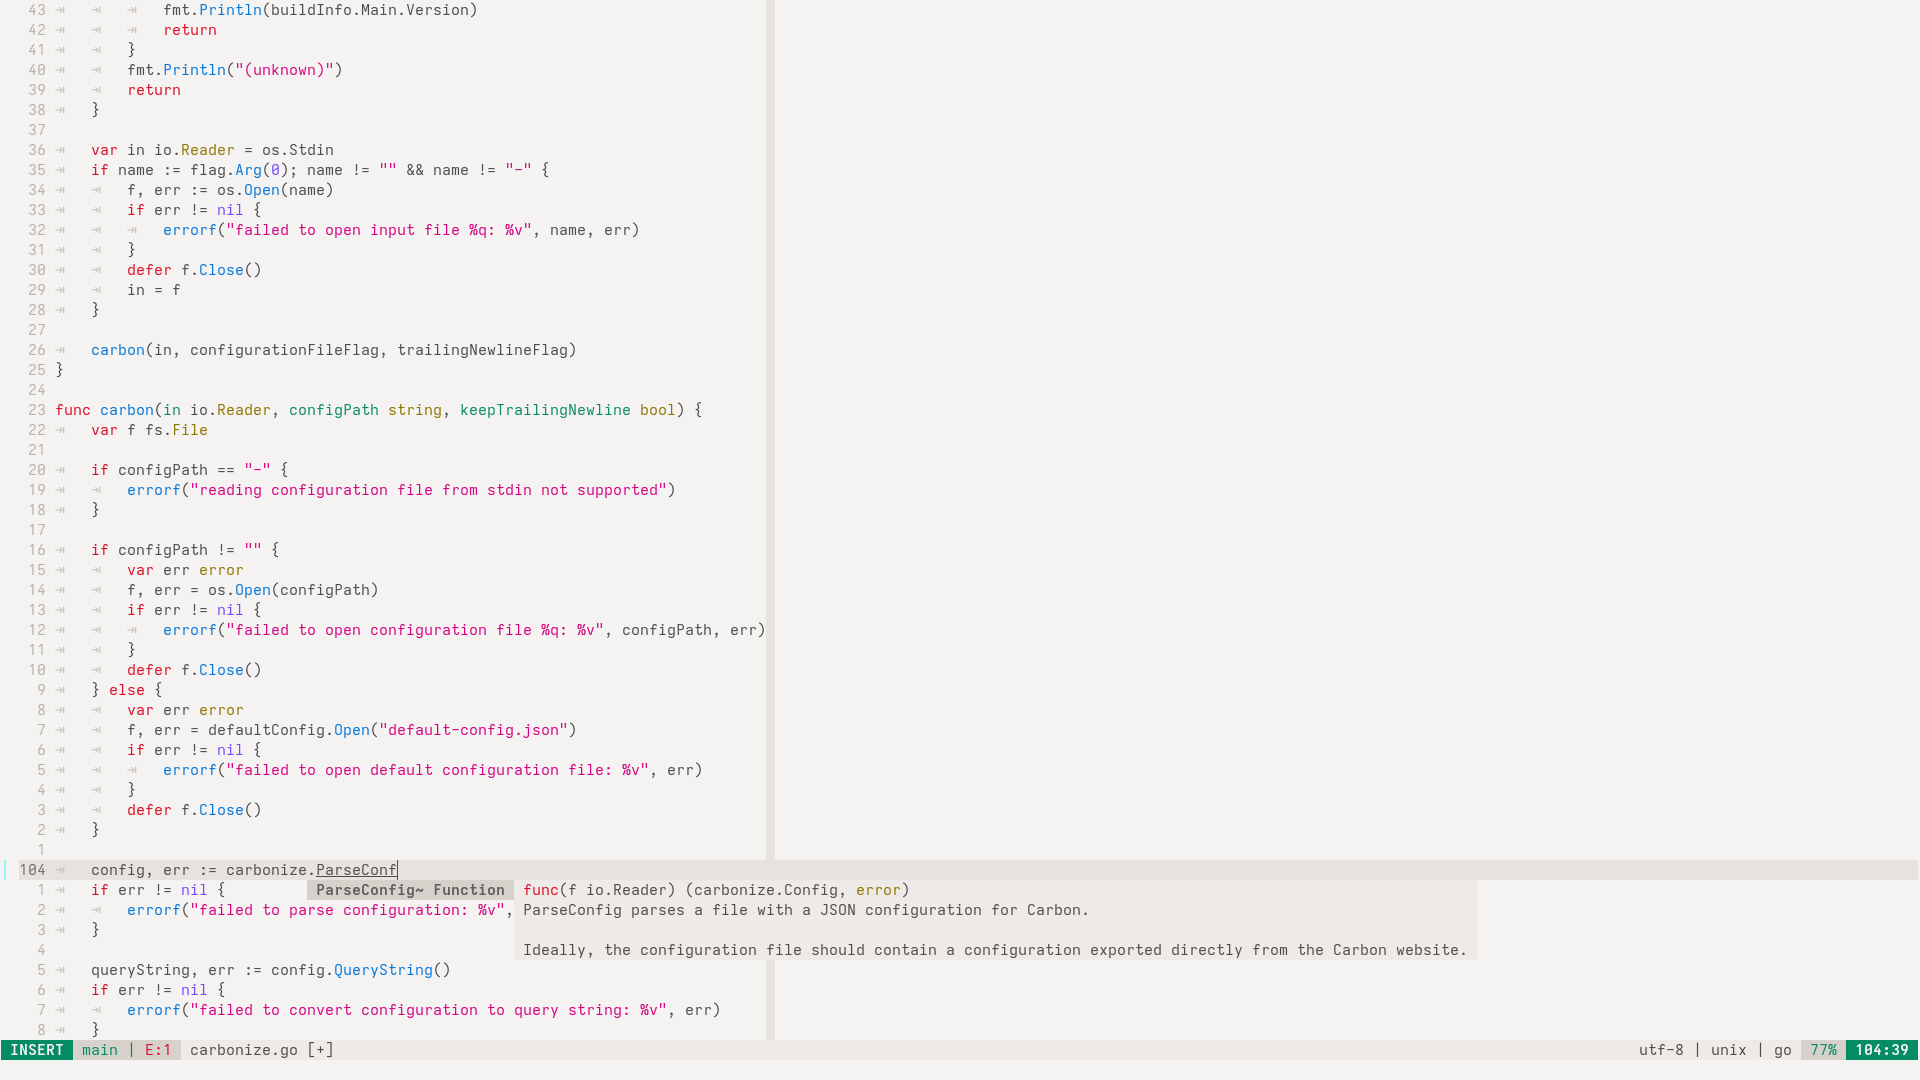 43 ⇥   ⇥   ⇥   fmt.Println(buildInfo.Main.Version)
42 ⇥   ⇥   ⇥   return
41 ⇥   ⇥   }
40 ⇥   ⇥   fmt.Println("(unknown)")
39 ⇥   ⇥   return
38 ⇥   }
37
36 ⇥   var in io.Reader = os.Stdin
35 ⇥   if name := flag.Arg(0); name != "" && name != "-" {
34 ⇥   ⇥   f, err := os.Open(name)
33 ⇥   ⇥   if err != nil {
32 ⇥   ⇥   ⇥   errorf("failed to open input file %q: %v", name, err)
31 ⇥   ⇥   }
30 ⇥   ⇥   defer f.Close()
29 ⇥   ⇥   in = f
28 ⇥   }
27
26 ⇥   carbon(in, configurationFileFlag, trailingNewlineFlag)
25 }
24
23 func carbon(in io.Reader, configPath string, keepTrailingNewline bool) {
22 ⇥   var f fs.File
21
20 ⇥   if configPath == "-" {
19 ⇥   ⇥   errorf("reading configuration file from stdin not supported")
18 ⇥   }
17
16 ⇥   if configPath != "" {
15 ⇥   ⇥   var err error
14 ⇥   ⇥   f, err = os.Open(configPath)
13 ⇥   ⇥   if err != nil {
12 ⇥   ⇥   ⇥   errorf("failed to open configuration file %q: %v", configPath, err)
11 ⇥   ⇥   }
10 ⇥   ⇥   defer f.Close()
9 ⇥   } else {
8 ⇥   ⇥   var err error
7 ⇥   ⇥   f, err = defaultConfig.Open("default-config.json")
6 ⇥   ⇥   if err != nil {
5 ⇥   ⇥   ⇥   errorf("failed to open default configuration file: %v", err)
4 ⇥   ⇥   }
3 ⇥   ⇥   defer f.Close()
2 ⇥   }
1
104 ⇥   config, err := carbonize.ParseConf
1 ⇥   if err != nil {         ParseConfig~ Function  func(f io.Reader) (carbonize.Config, error)
2 ⇥   ⇥   errorf("failed to parse configuration: %v", ParseConfig parses a file with a JSON configuration for Carbon.
3 ⇥   }
4 Ideally, the configuration file should contain a configuration exported directly from the Carbon website.
5 ⇥   queryString, err := config.QueryString()
6 ⇥   if err != nil {
7 ⇥   ⇥   errorf("failed to convert configuration to query string: %v", err)
8 ⇥   }
INSERT main | E:1 carbonize.go [+] utf-8 | unix | go 77% 104:39